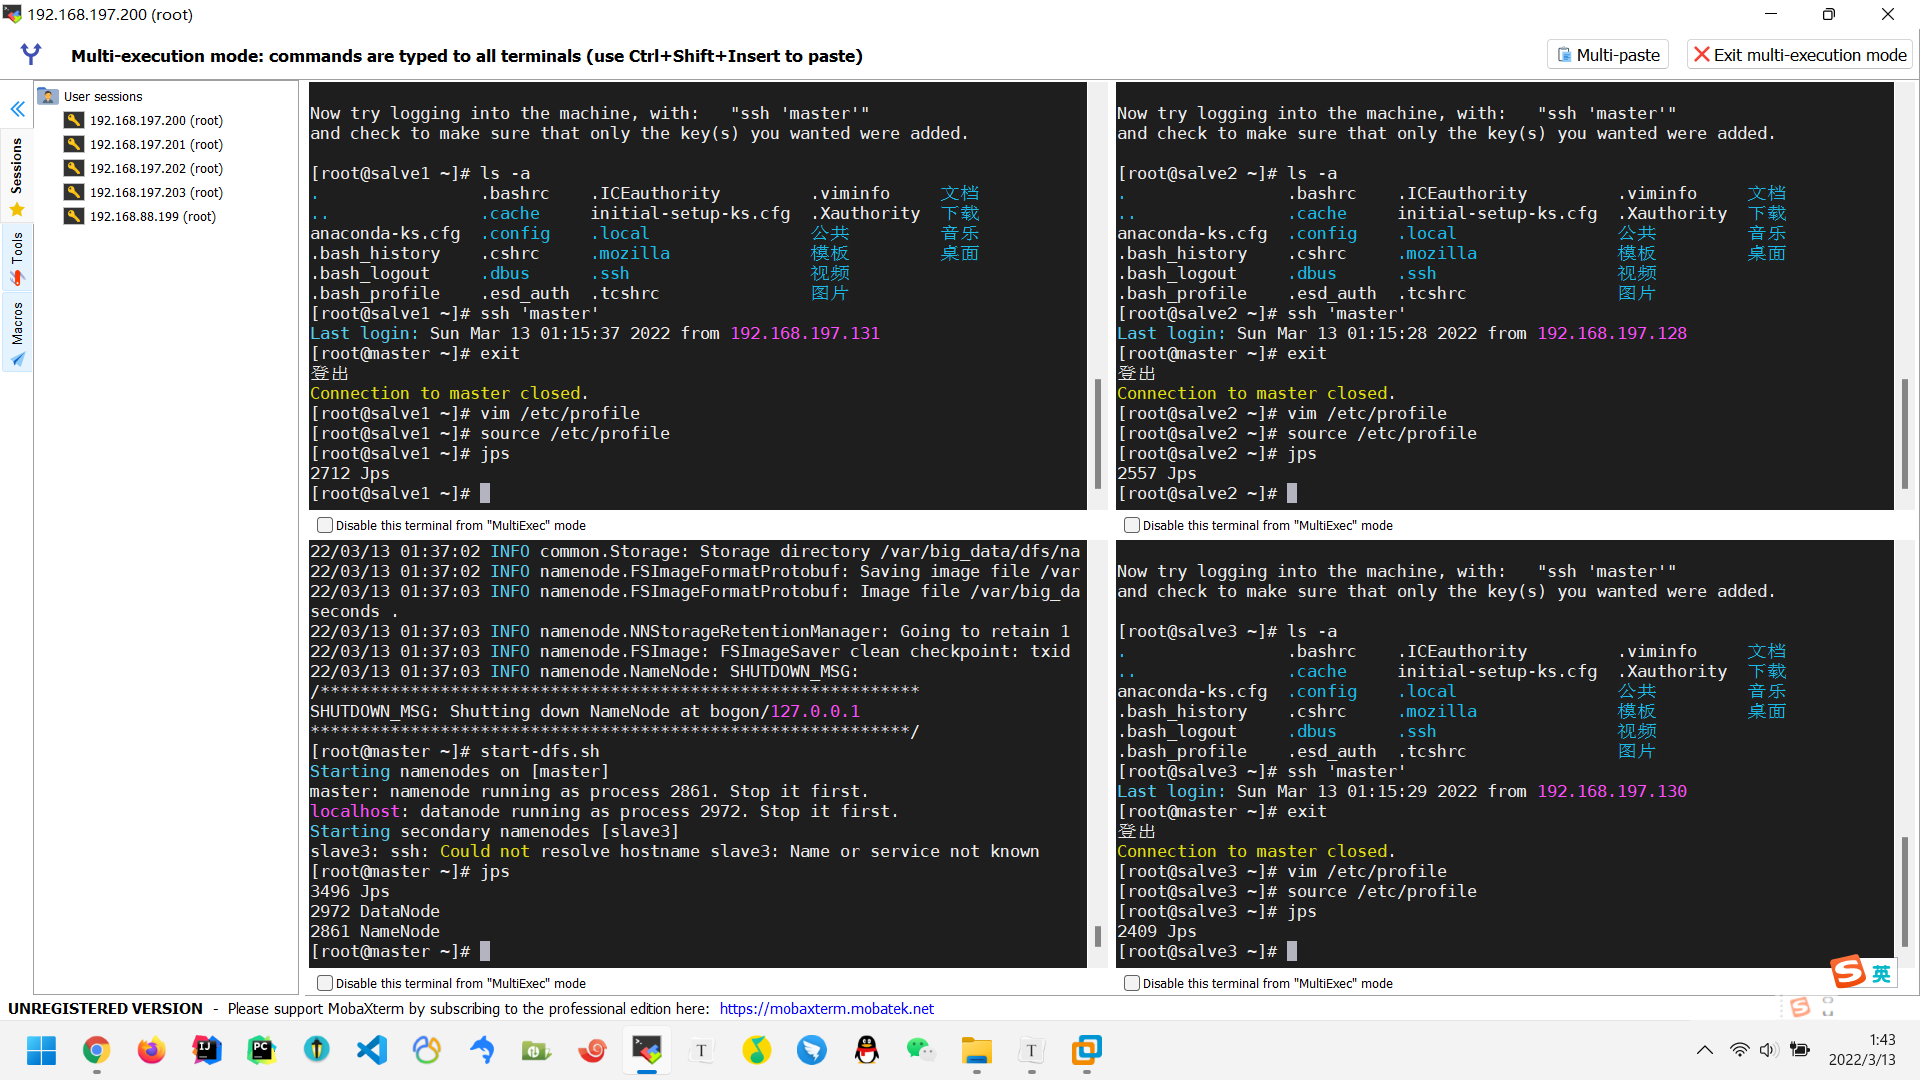 192.168.197.200 (root)
Multi-execution mode: commands are typed to all terminals (use Ctrl+Shift+Insert to paste)
Multi-paste
Exit multi-execution mode
Sessions
Tools
Macros
User sessions
192.168.197.200 (root)
192.168.197.201 (root)
192.168.197.202 (root)
192.168.197.203 (root)
192.168.88.199 (root)
Now try logging into the machine, with:   "ssh 'master'"
and check to make sure that only the key(s) you wanted were added.
[root@salve1 ~]# ls -a
.                .bashrc    .ICEauthority         .viminfo     文档
..               .cache     initial-setup-ks.cfg  .Xauthority  下载
anaconda-ks.cfg  .config    .local                公共         音乐
.bash_history    .cshrc     .mozilla              模板         桌面
.bash_logout     .dbus      .ssh                  视频
.bash_profile    .esd_auth  .tcshrc               图片
[root@salve1 ~]# ssh 'master'
Last login: Sun Mar 13 01:15:37 2022 from 192.168.197.131
[root@master ~]# exit
登出
Connection to master closed.
[root@salve1 ~]# vim /etc/profile
[root@salve1 ~]# source /etc/profile
[root@salve1 ~]# jps
2712 Jps
[root@salve1 ~]#
Disable this terminal from "MultiExec" mode
Now try logging into the machine, with:   "ssh 'master'"
and check to make sure that only the key(s) you wanted were added.
[root@salve2 ~]# ls -a
.                .bashrc    .ICEauthority         .viminfo     文档
..               .cache     initial-setup-ks.cfg  .Xauthority  下载
anaconda-ks.cfg  .config    .local                公共         音乐
.bash_history    .cshrc     .mozilla              模板         桌面
.bash_logout     .dbus      .ssh                  视频
.bash_profile    .esd_auth  .tcshrc               图片
[root@salve2 ~]# ssh 'master'
Last login: Sun Mar 13 01:15:28 2022 from 192.168.197.128
[root@master ~]# exit
登出
Connection to master closed.
[root@salve2 ~]# vim /etc/profile
[root@salve2 ~]# source /etc/profile
[root@salve2 ~]# jps
2557 Jps
[root@salve2 ~]#
Disable this terminal from "MultiExec" mode
22/03/13 01:37:02 INFO common.Storage: Storage directory /var/big_data/dfs/na
22/03/13 01:37:02 INFO namenode.FSImageFormatProtobuf: Saving image file /var
22/03/13 01:37:03 INFO namenode.FSImageFormatProtobuf: Image file /var/big_da
seconds .
22/03/13 01:37:03 INFO namenode.NNStorageRetentionManager: Going to retain 1
22/03/13 01:37:03 INFO namenode.FSImage: FSImageSaver clean checkpoint: txid
22/03/13 01:37:03 INFO namenode.NameNode: SHUTDOWN_MSG:
/************************************************************
SHUTDOWN_MSG: Shutting down NameNode at bogon/127.0.0.1
************************************************************/
[root@master ~]# start-dfs.sh
Starting namenodes on [master]
master: namenode running as process 2861. Stop it first.
localhost: datanode running as process 2972. Stop it first.
Starting secondary namenodes [slave3]
slave3: ssh: Could not resolve hostname slave3: Name or service not known
[root@master ~]# jps
3496 Jps
2972 DataNode
2861 NameNode
[root@master ~]#
Disable this terminal from "MultiExec" mode
Now try logging into the machine, with:   "ssh 'master'"
and check to make sure that only the key(s) you wanted were added.
[root@salve3 ~]# ls -a
.                .bashrc    .ICEauthority         .viminfo     文档
..               .cache     initial-setup-ks.cfg  .Xauthority  下载
anaconda-ks.cfg  .config    .local                公共         音乐
.bash_history    .cshrc     .mozilla              模板         桌面
.bash_logout     .dbus      .ssh                  视频
.bash_profile    .esd_auth  .tcshrc               图片
[root@salve3 ~]# ssh 'master'
Last login: Sun Mar 13 01:15:29 2022 from 192.168.197.130
[root@master ~]# exit
登出
Connection to master closed.
[root@salve3 ~]# vim /etc/profile
[root@salve3 ~]# source /etc/profile
[root@salve3 ~]# jps
2409 Jps
[root@salve3 ~]#
Disable this terminal from "MultiExec" mode
S 英
UNREGISTERED VERSION  -  Please support MobaXterm by subscribing to the professional edition here:  https://mobaxterm.mobatek.net
IJ
PC
T
T
1:43
2022/3/13